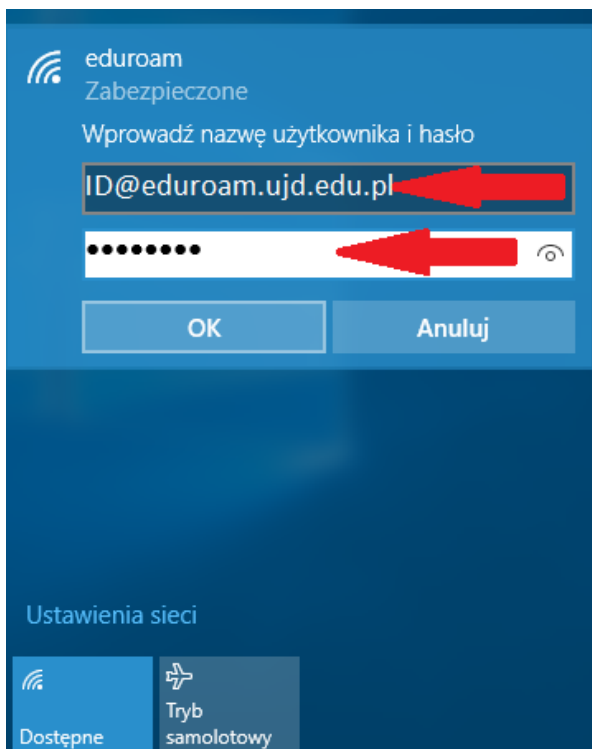 eduroam
Zabezpieczone
Wprowadź nazwę użytkownika i hasło
ID@eduroam.ujd.edu.pl
••••••••
OK
Anuluj
Ustawienia sieci
Dostępne
Tryb
samolotowy